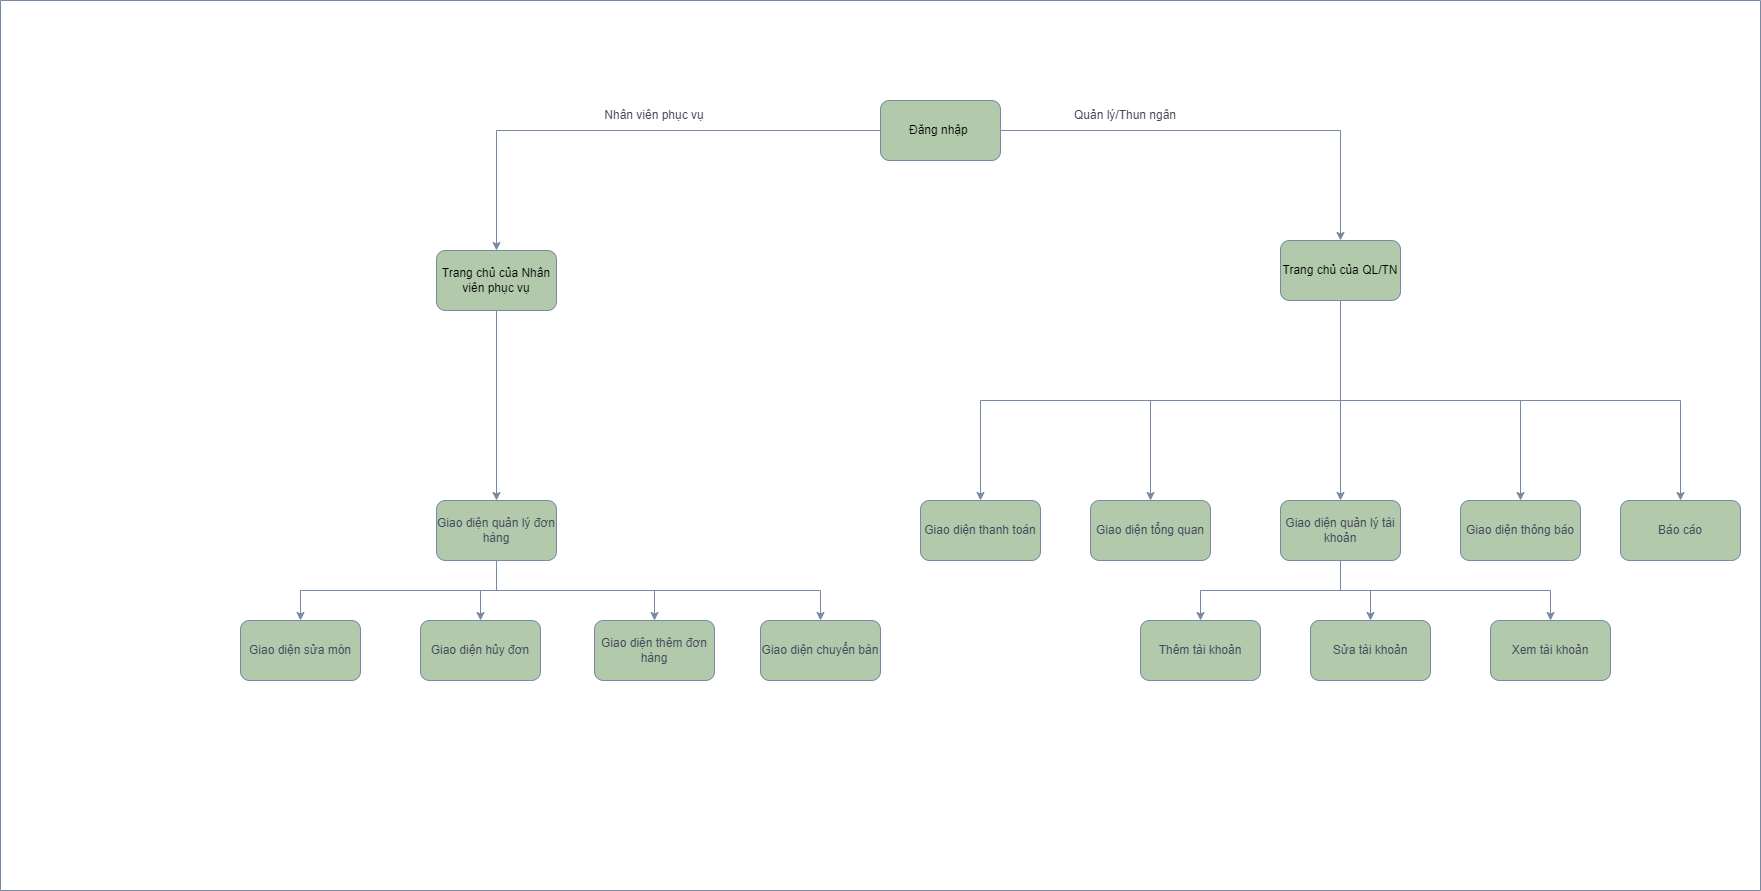 Nhân viên phục vụ
Quản lý/Thun ngân
Đăng nhập
Trang chủ của Nhân
viên phục vụ
Trang chủ của QL/TN
Giao diện quản lý đơn
hàng
Giao diện thanh toán
Giao diện tổng quan
Giao diện quản lý tài
khoản
Giao diện thông báo
Báo cáo
Giao diện sửa món
Giao diện hủy đơn
Giao diện thêm đơn
hàng
Giao diện chuyển bàn
Thêm tài khoản
Sửa tài khoản
Xem tài khoản